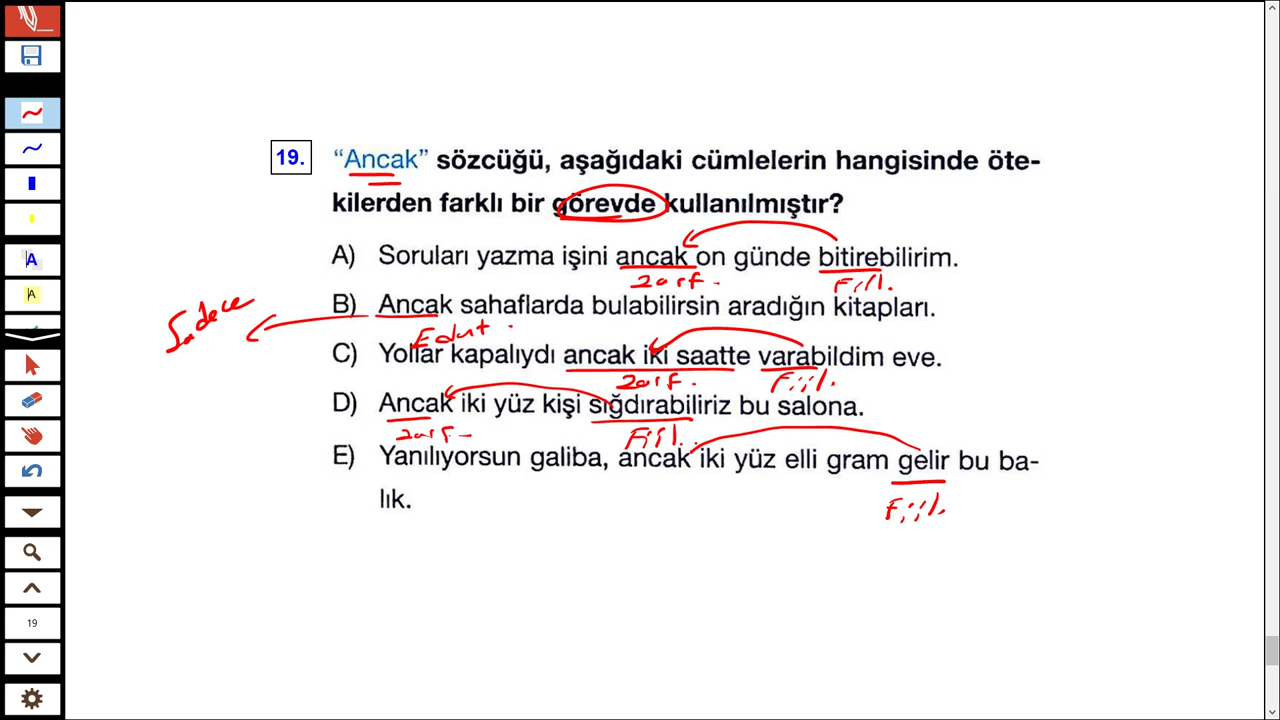 19. "Ancak" sözcüğü, aşağıdaki cümlelerin hangisinde öte-
kilerden farklı bir görevde kullanılmıştır?
A) Soruları yazma işini ancak on günde bitirebilirim.
zarf. Fiil.
B) Ancak sahaflarda bulabilirsin aradığın kitapları.
Sadece
Edat.
C) Yollar kapalıydı ancak iki saatte varabildim eve.
zarf. Fiil.
D) Ancak iki yüz kişi sığdırabiliriz bu salona.
zarf Fiil.
E) Yanılıyorsun galiba, ancak iki yüz elli gram gelir bu ba-
lık.
Fiil.
A
A
19